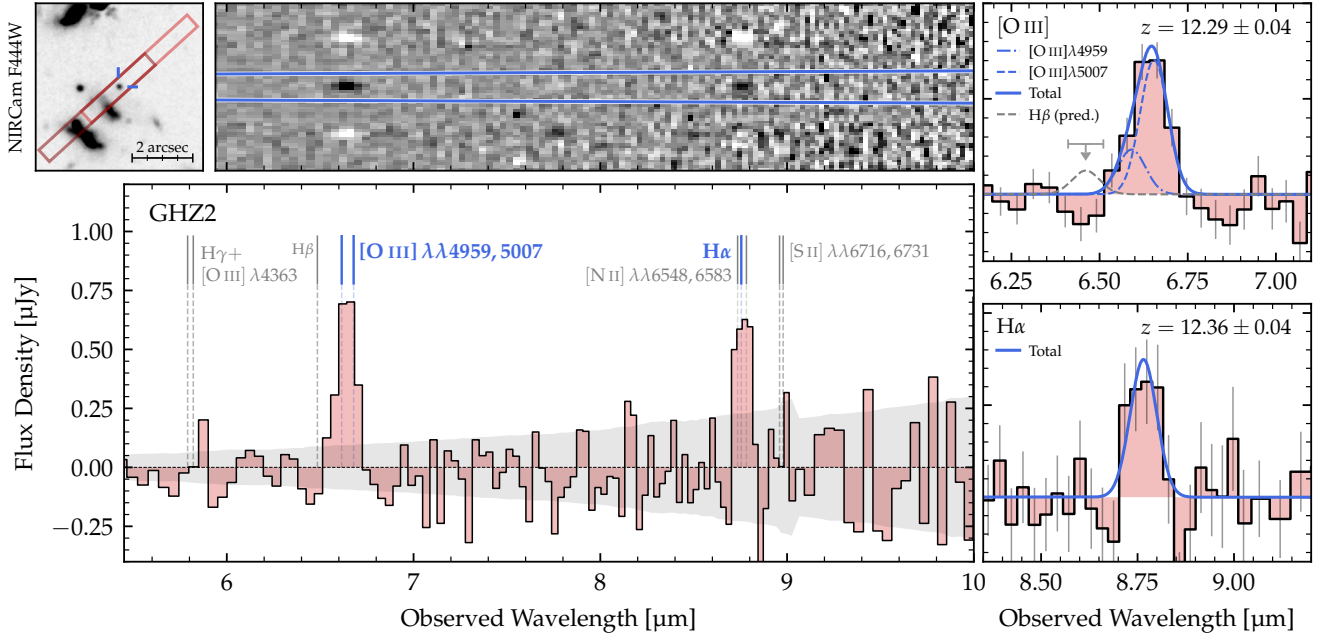 NIRCam F444W
2 arcsec
GHZ2
Hγ+
[O III] λ4363
Hβ
[O III] λλ4959, 5007
Hα
[N II] λλ6548, 6583
[S II] λλ6716, 6731
1.00
0.75
0.50
0.25
0.00
−0.25
Flux Density [μJy]
6
7
8
9
10
Observed Wavelength [μm]
[O III]
z = 12.29 ± 0.04
[O III]λ4959
[O III]λ5007
Total
Hβ (pred.)
6.25
6.50
6.75
7.00
Hα
z = 12.36 ± 0.04
Total
8.50
8.75
9.00
Observed Wavelength [μm]